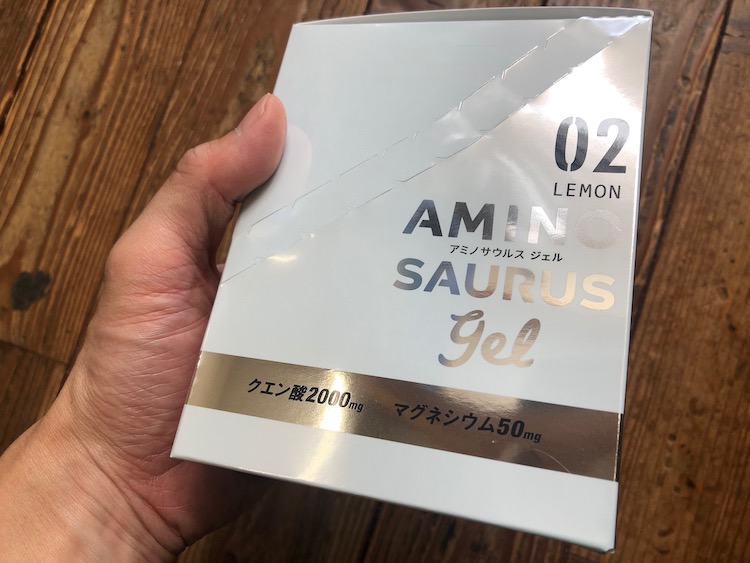 02
LEMON
AMINO
アミノサウルス ジェル
SAURUS
gel
クエン酸2000mg マグネシウム50mg